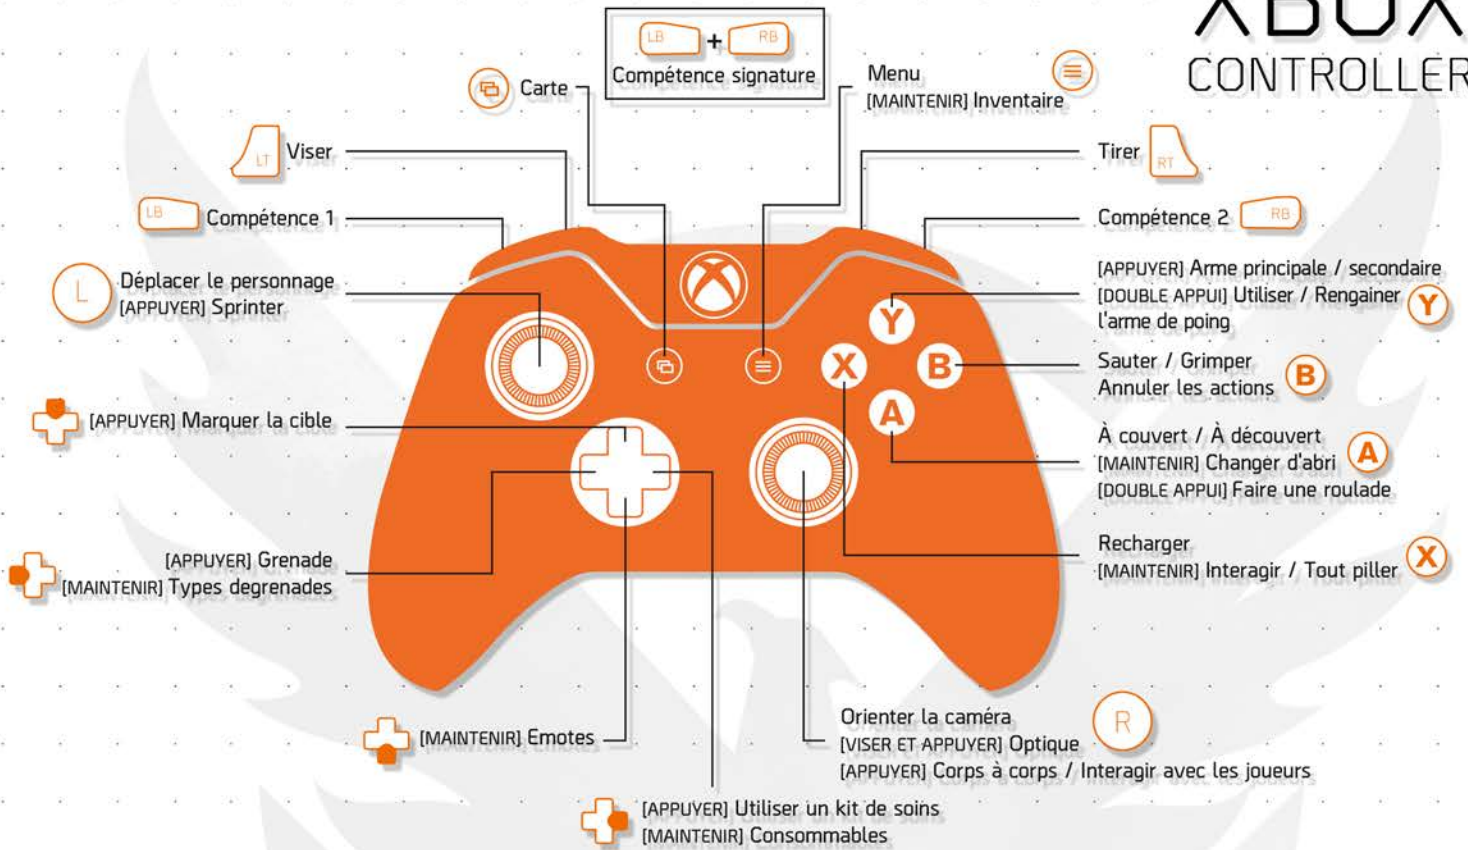 XBOX
CONTROLLER
LB + RB
Compétence signature
Carte
Menu
[MAINTENIR] Inventaire
LT Viser
Tirer RT
LB Compétence 1
Compétence 2 RB
L
Déplacer le personnage
[APPUYER] Sprinter
[APPUYER] Arme principale / secondaire
[DOUBLE APPUI] Utiliser / Rengainer
l'arme de poing
Y
Sauter / Grimper
Annuler les actions
B
Y
X
B
A
[APPUYER] Marquer la cible
À couvert / À découvert
[MAINTENIR] Changer d'abri
[DOUBLE APPUI] Faire une roulade
A
[APPUYER] Grenade
[MAINTENIR] Types degrenades
Recharger
[MAINTENIR] Interagir / Tout piller
X
[MAINTENIR] Emotes
Orienter la caméra
[VISER ET APPUYER] Optique
[APPUYER] Corps à corps / Interagir avec les joueurs
R
[APPUYER] Utiliser un kit de soins
[MAINTENIR] Consommables